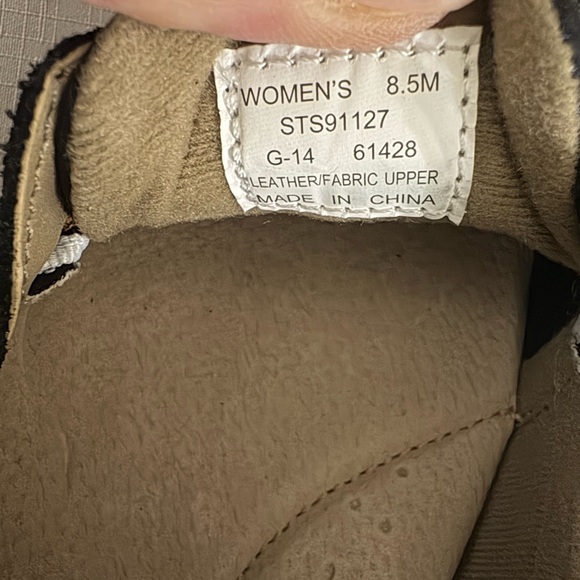 WOMEN'S 8.5M
STS91127
G-14 61428
LEATHER/FABRIC UPPER
MADE IN CHINA